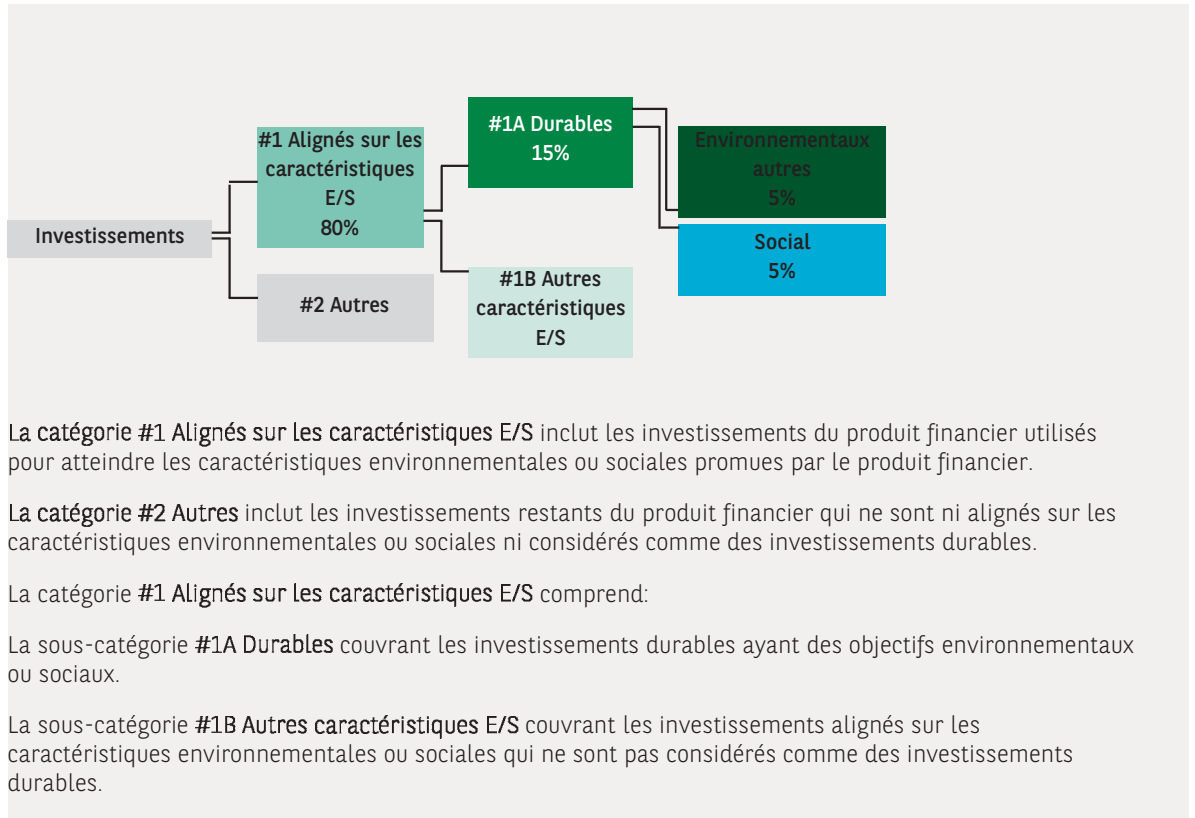 Investissements
#1 Alignés sur les
caractéristiques
E/S
80%
#2 Autres
#1A Durables
15%
#1B Autres
caractéristiques
E/S
Environnementaux
autres
5%
Social
5%
La catégorie #1 Alignés sur les caractéristiques E/S inclut les investissements du produit financier utilisés
pour atteindre les caractéristiques environnementales ou sociales promues par le produit financier.
La catégorie #2 Autres inclut les investissements restants du produit financier qui ne sont ni alignés sur les
caractéristiques environnementales ou sociales ni considérés comme des investissements durables.
La catégorie #1 Alignés sur les caractéristiques E/S comprend:
La sous-catégorie #1A Durables couvrant les investissements durables ayant des objectifs environnementaux
ou sociaux.
La sous-catégorie #1B Autres caractéristiques E/S couvrant les investissements alignés sur les
caractéristiques environnementales ou sociales qui ne sont pas considérés comme des investissements
durables.